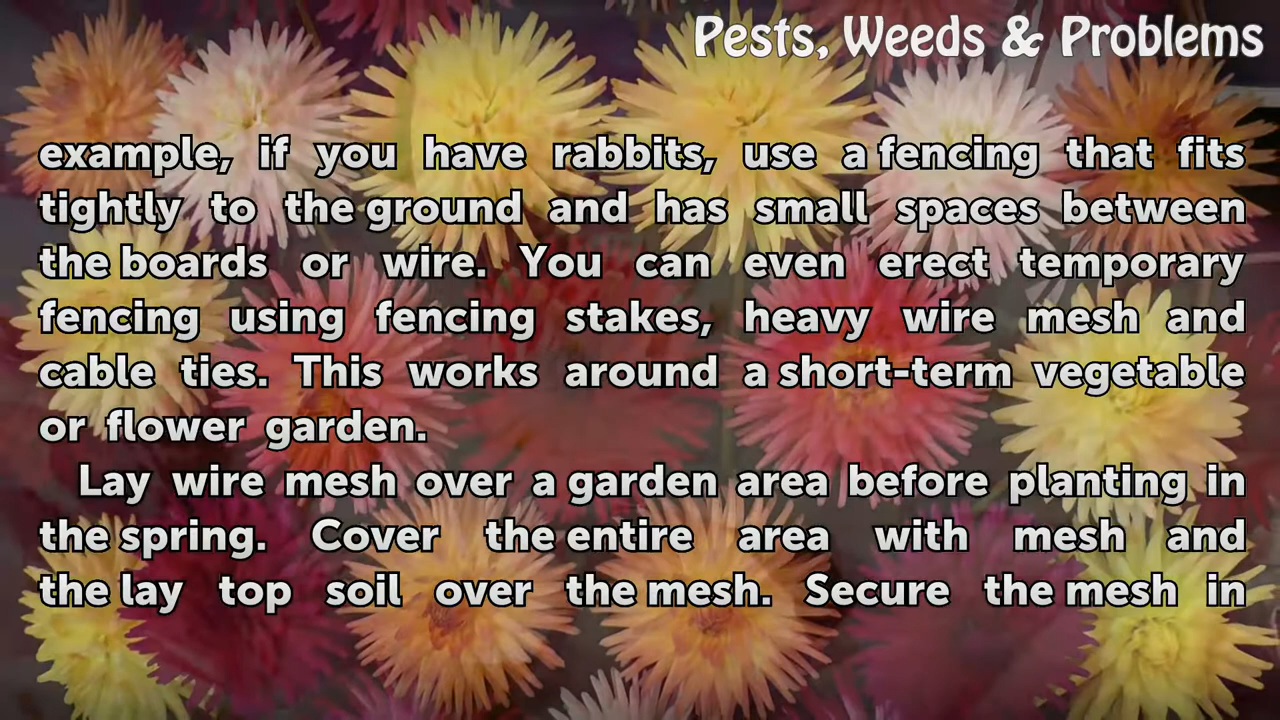 Pests, Weeds & Problems
example, if you have rabbits, use a fencing that fits
tightly to the ground and has small spaces between
the boards or wire. You can even erect temporary
fencing using fencing stakes, heavy wire mesh and
cable ties. This works around a short-term vegetable
or flower garden.
Lay wire mesh over a garden area before planting in
the spring. Cover the entire area with mesh and
the lay top soil over the mesh. Secure the mesh in